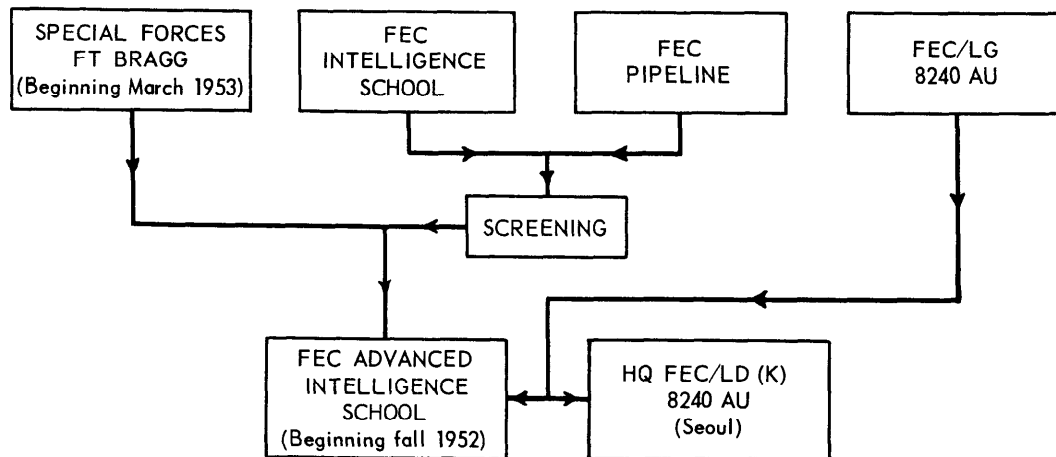 SPECIAL FORCES
FT BRAGG
(Beginning March 1953)
FEC
INTELLIGENCE
SCHOOL
FEC
PIPELINE
FEC/LG
8240 AU
SCREENING
FEC ADVANCED
INTELLIGENCE
SCHOOL
(Beginning fall 1952)
HQ FEC/LD (K)
8240 AU
(Seoul)